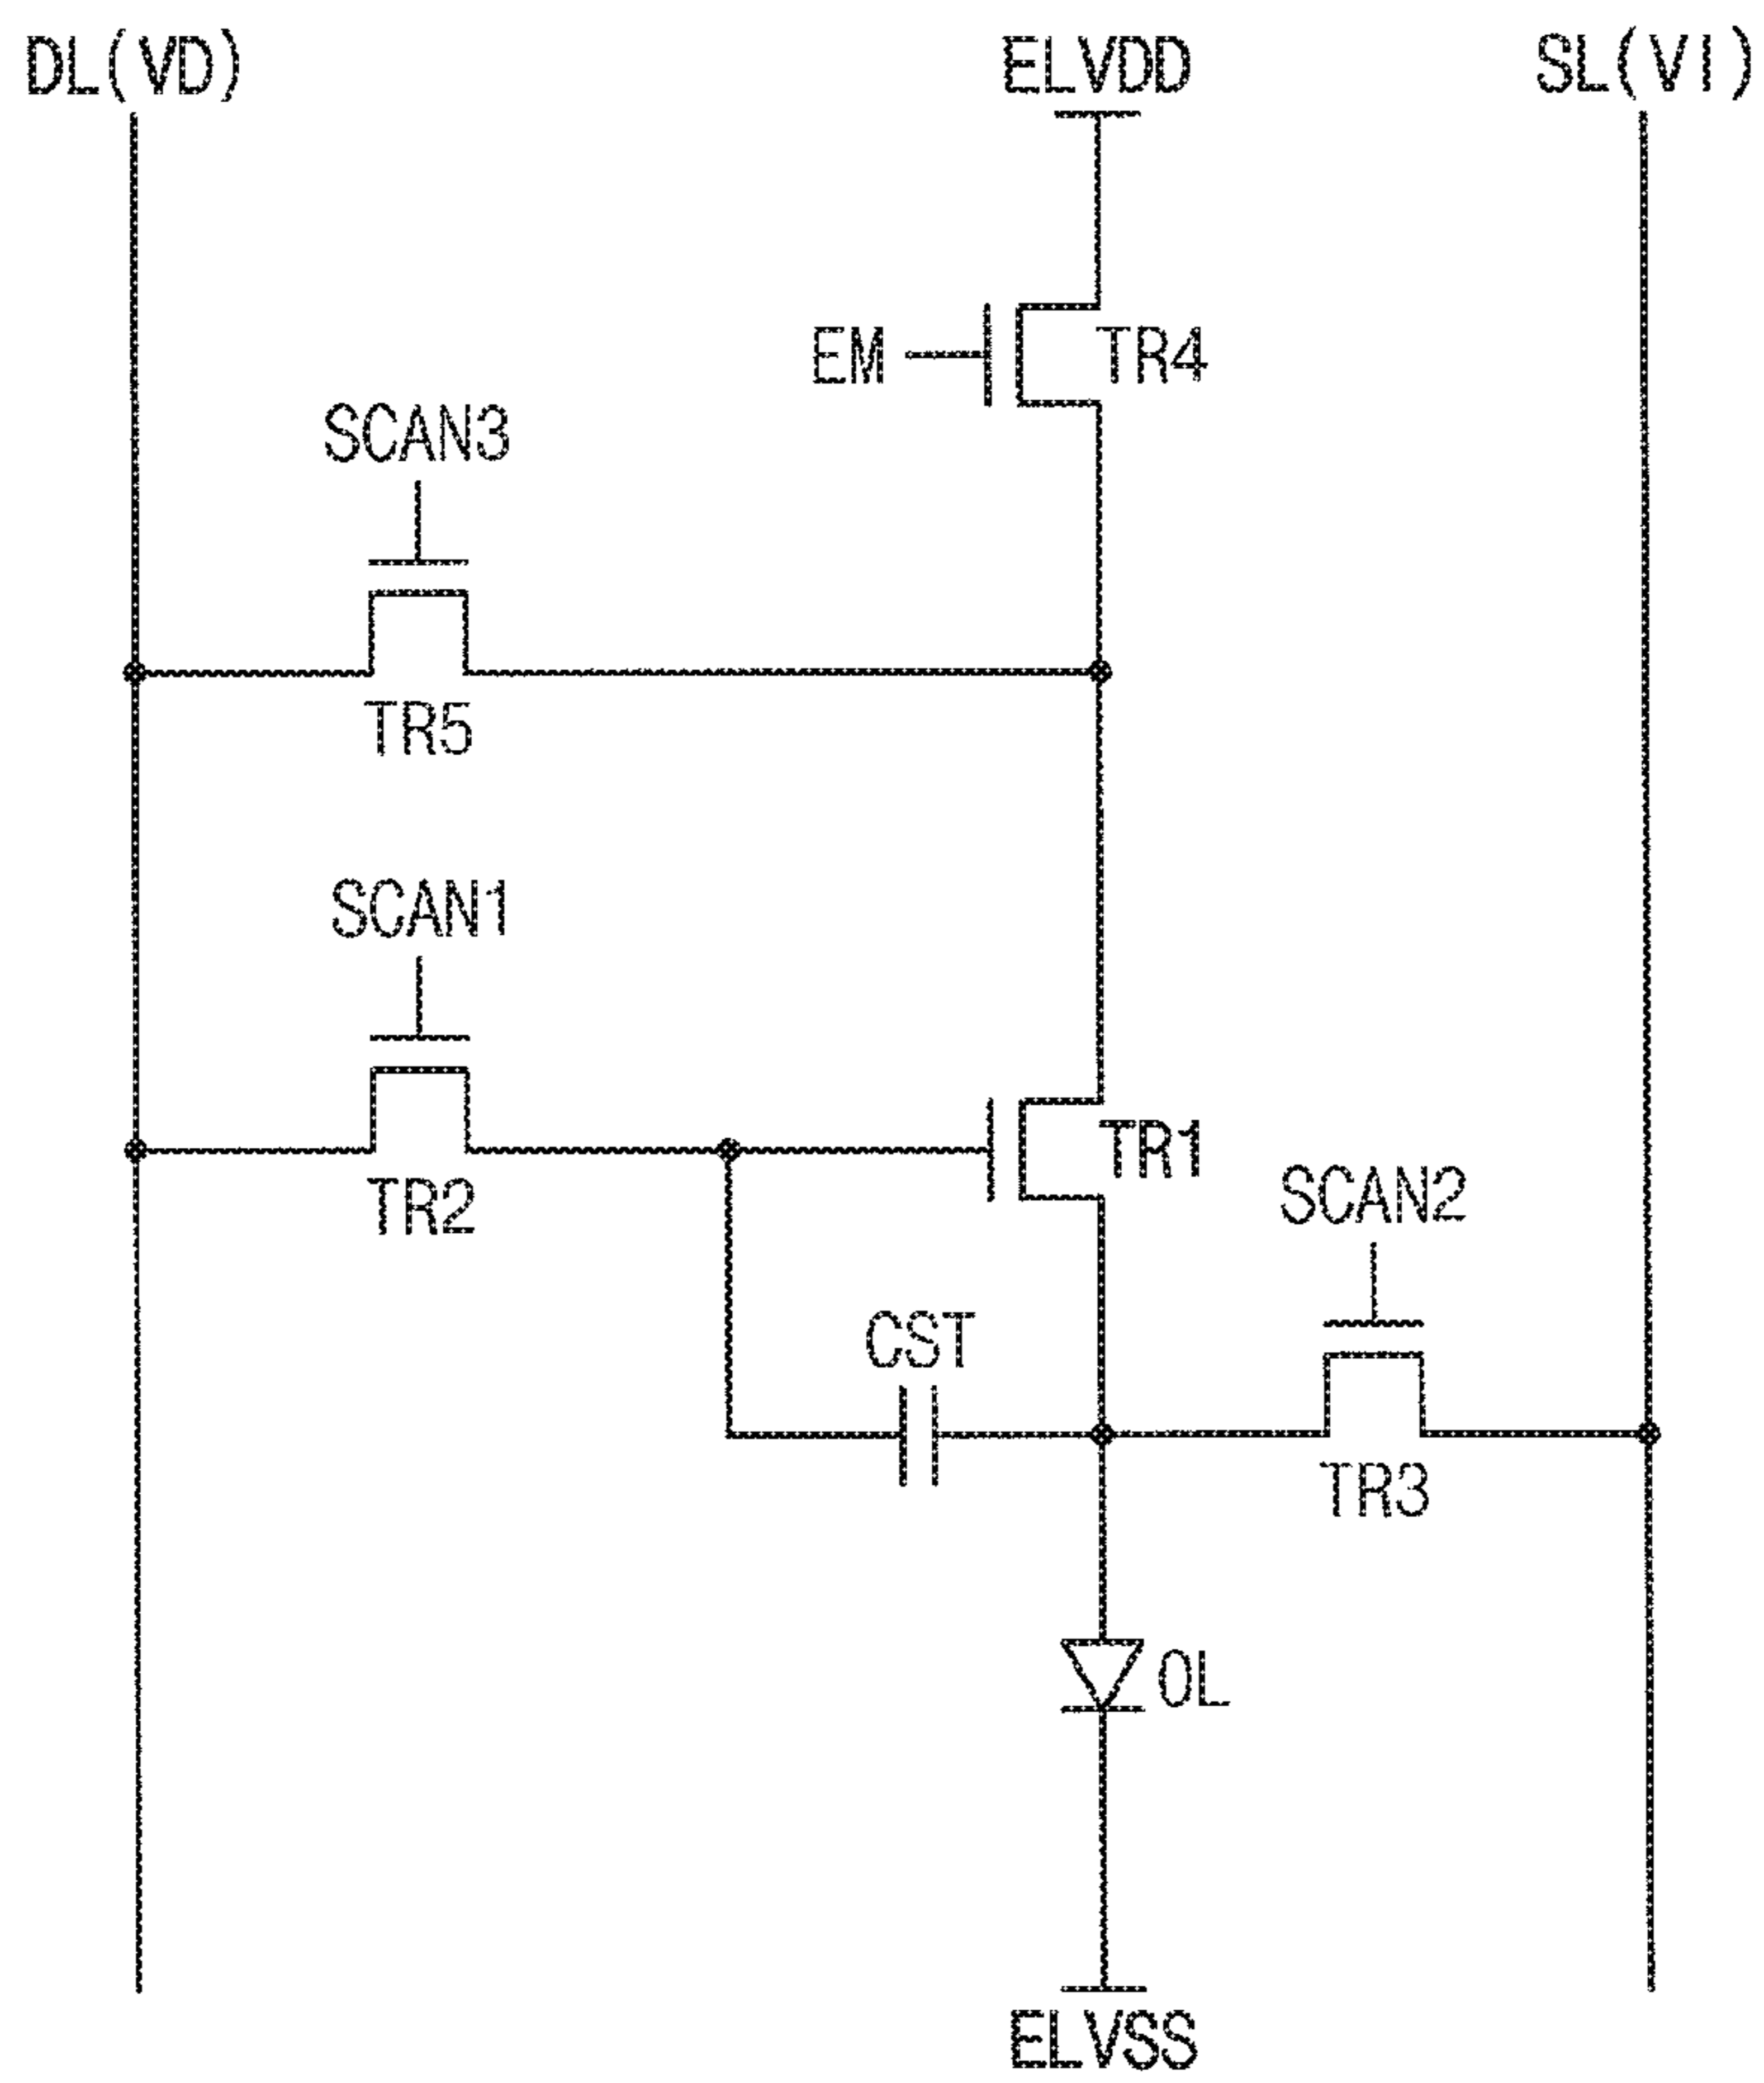 DL(VD)
ELVDD
SL(VI)
EM
TR4
SCAN3
TR5
SCAN1
TR1
TR2
SCAN2
CST
TR3
OL
ELVSS